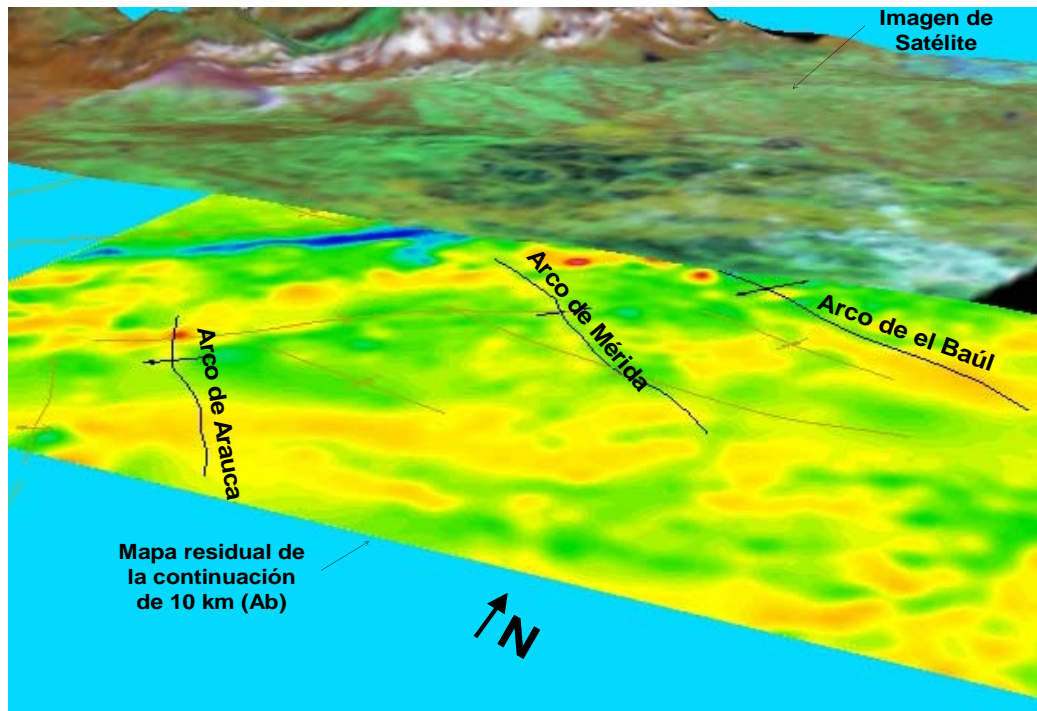 Imagen de
Satélite
Arco de Mérida
Arco de el Baúl
Arco de Arauca
Mapa residual de
la continuación
de 10 km (Ab)
N